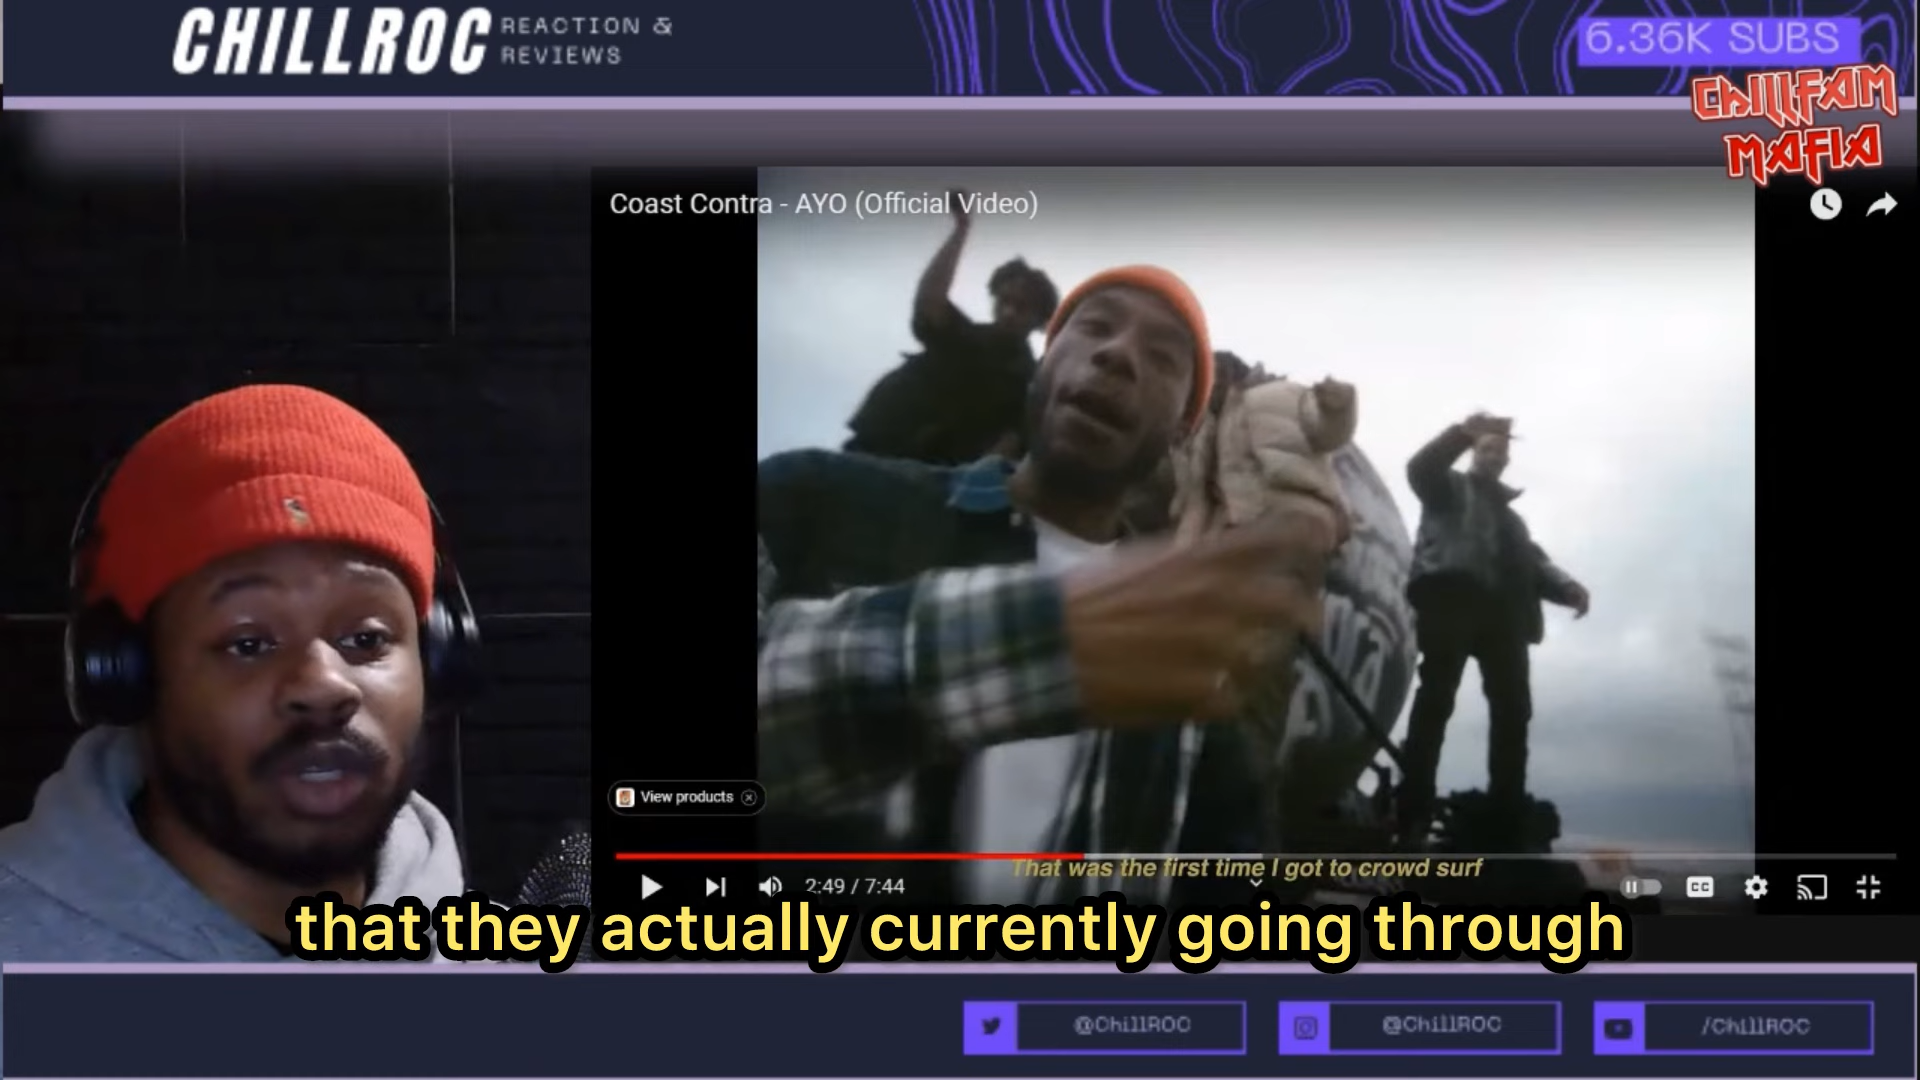 CHILLROC
REACTION &
REVIEWS
6.36K SUBS
ChillFAM
MAFIA
Coast Contra - AYO (Official Video)
View products
That was the first time I got to crowd surf
2:49 / 7:44
CC
that they actually currently going through
@ChillROC
@ChillROC
/ChillROC